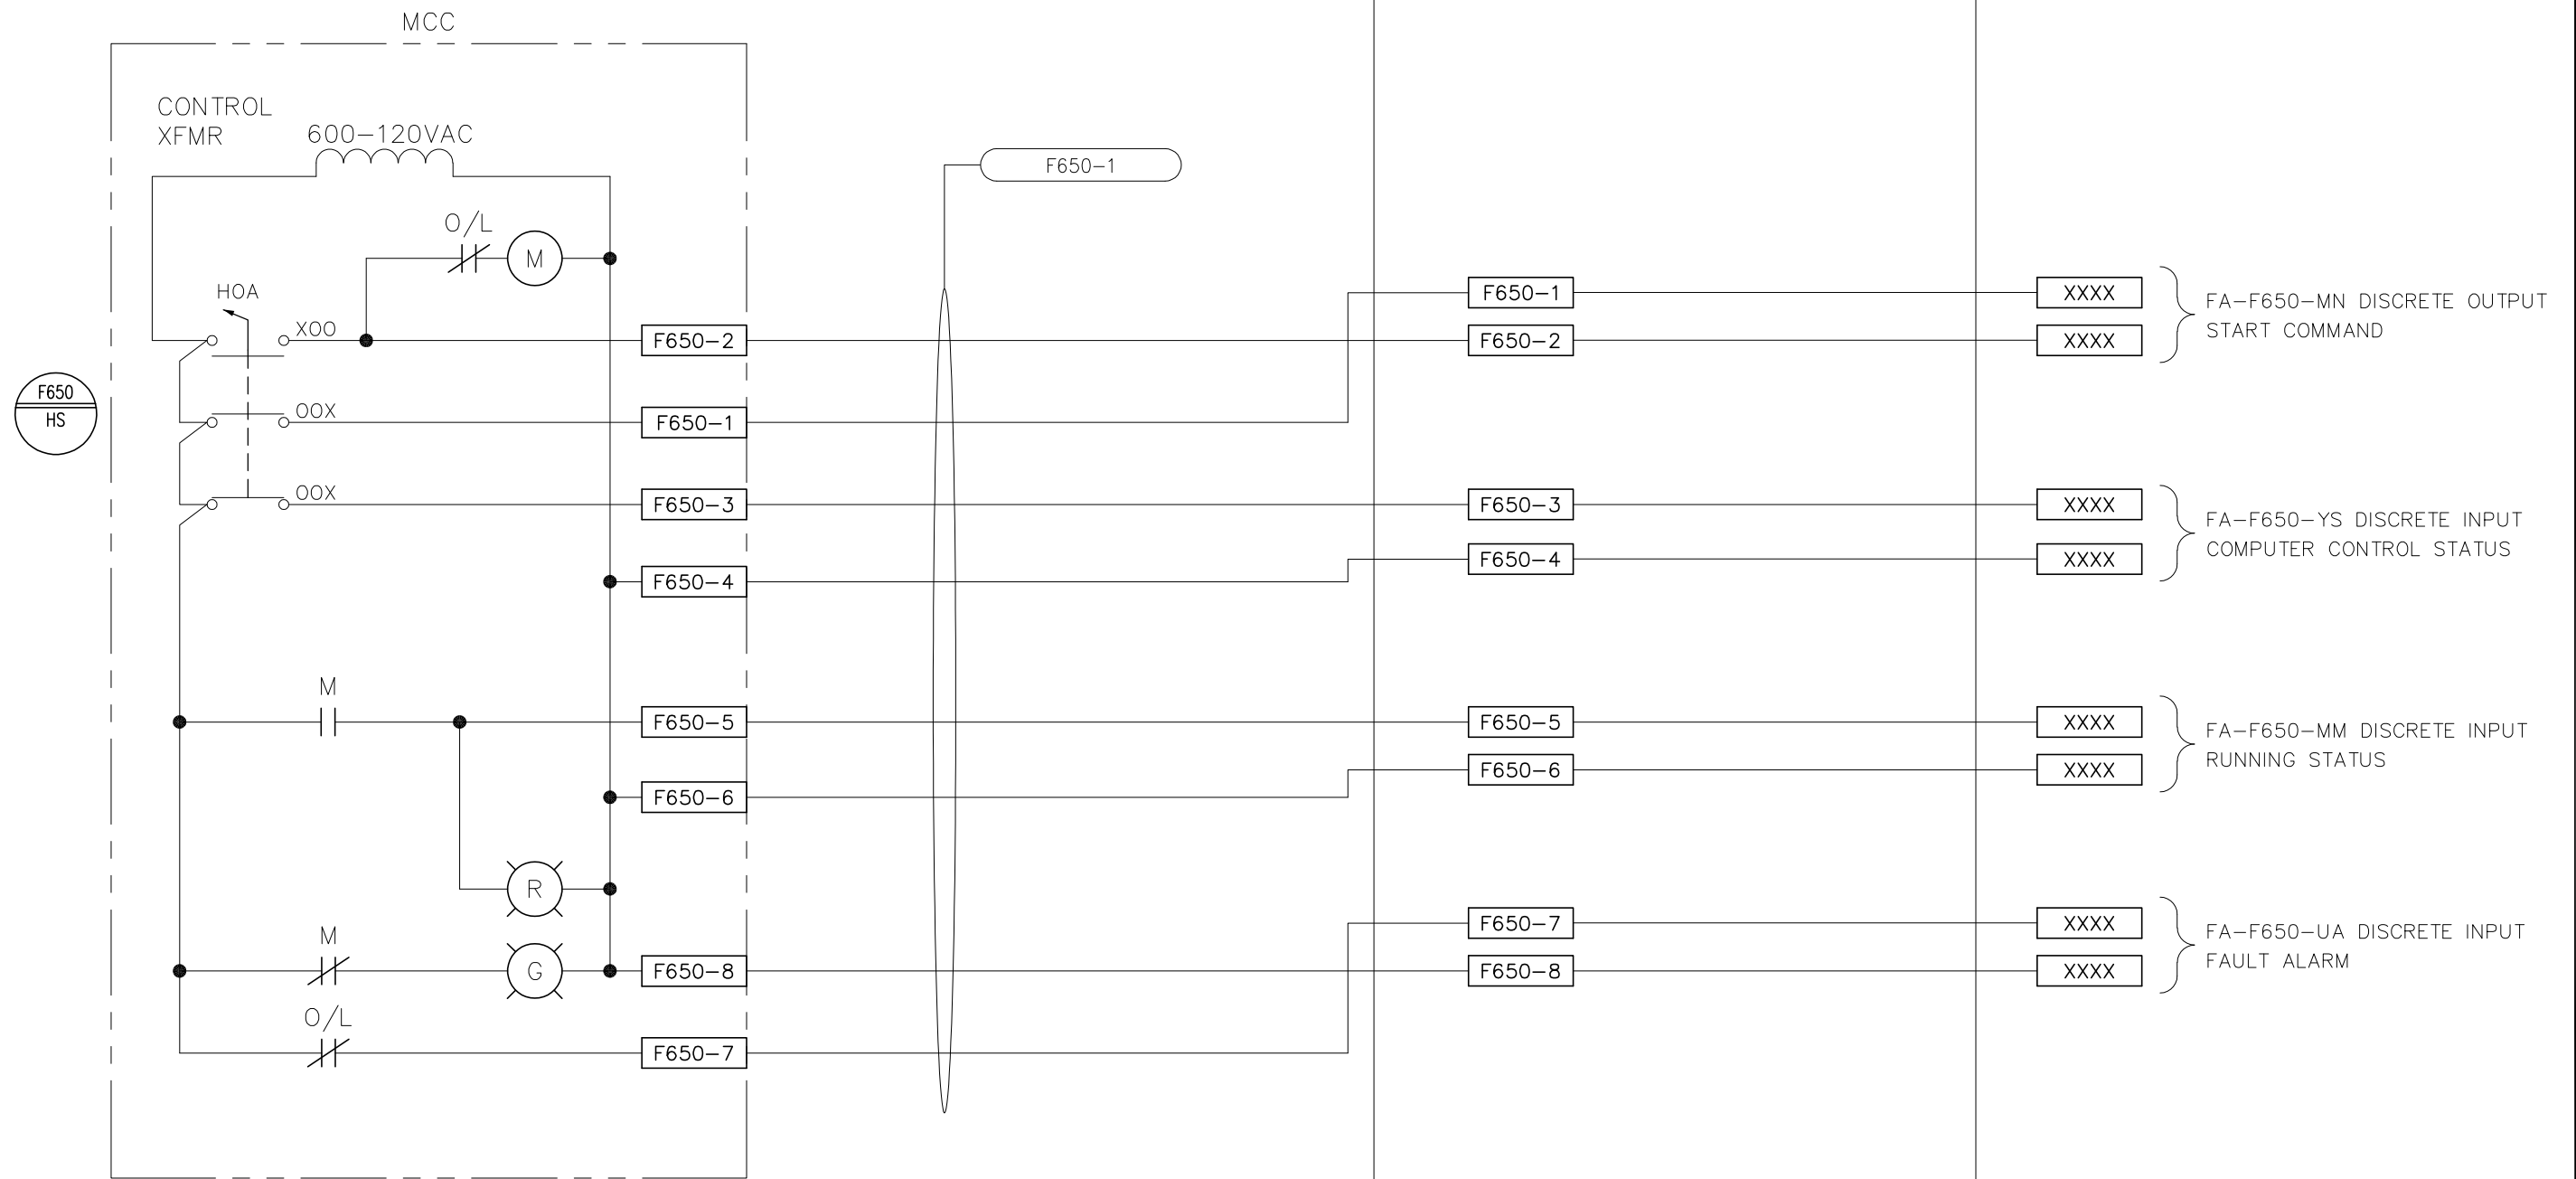 MCC
CONTROL
XFMR
600-120VAC
F650-1
O/L
M
HOA
XOO
F650-2
F650
HS
OOX
F650-1
OOX
F650-3
F650-4
M
F650-5
F650-6
R
M
G
F650-8
O/L
F650-7
F650-1
F650-2
F650-3
F650-4
F650-5
F650-6
F650-7
F650-8
XXXX
XXXX
FA-F650-MN DISCRETE OUTPUT
START COMMAND
XXXX
XXXX
FA-F650-YS DISCRETE INPUT
COMPUTER CONTROL STATUS
XXXX
XXXX
FA-F650-MM DISCRETE INPUT
RUNNING STATUS
XXXX
XXXX
FA-F650-UA DISCRETE INPUT
FAULT ALARM